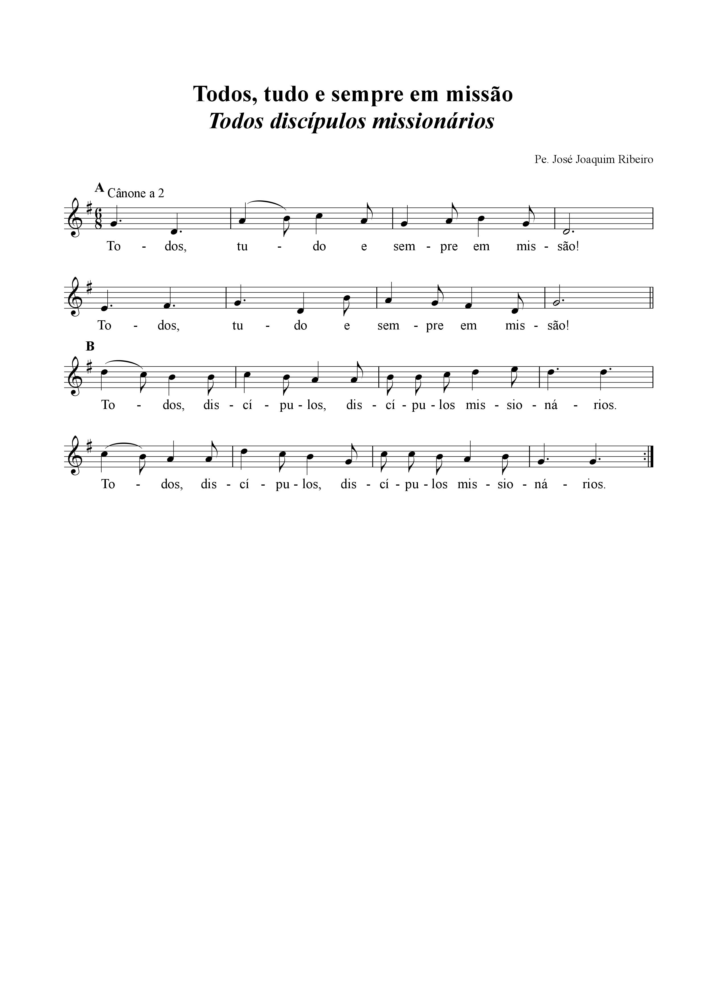 Todos, tudo e sempre em missão
Todos discípulos missionários
Pe. José Joaquim Ribeiro
A Cânone a 2
6
8
To - dos, tu - do e sem - pre em mis - são!
To - dos, tu - do e sem - pre em mis - são!
B
To - dos, dis - cí - pu - los, dis - cí - pu - los mis - sio - ná - rios.
To - dos, dis - cí - pu - los, dis - cí - pu - los mis - sio - ná - rios.